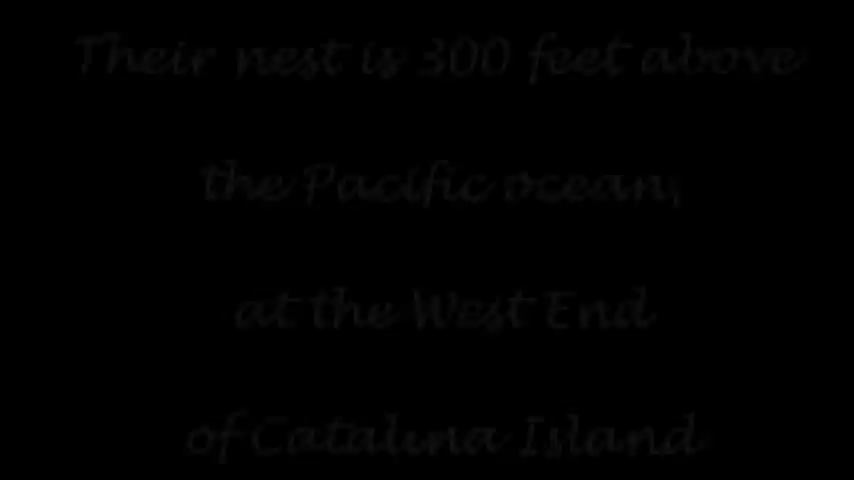 Their nest is 300 feet above
the Pacific ocean,
at the West End
of Catalina Island